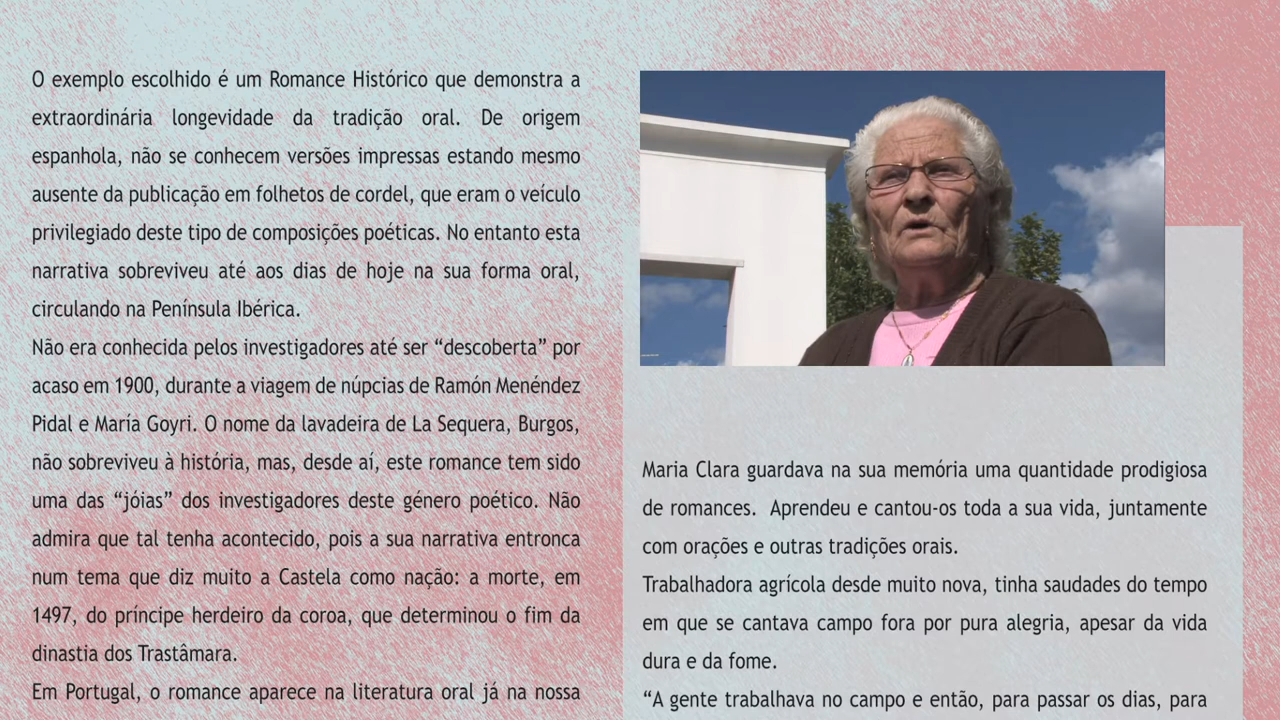 O exemplo escolhido é um Romance Histórico que demonstra a
extraordinária longevidade da tradição oral. De origem
espanhola, não se conhecem versões impressas estando mesmo
ausente da publicação em folhetos de cordel, que eram o veículo
privilegiado deste tipo de composições poéticas. No entanto esta
narrativa sobreviveu até aos dias de hoje na sua forma oral,
circulando na Península Ibérica.
Não era conhecida pelos investigadores até ser “descoberta” por
acaso em 1900, durante a viagem de núpcias de Ramón Menéndez
Pidal e María Goyri. O nome da lavadeira de La Sequera, Burgos,
não sobreviveu à história, mas, desde aí, este romance tem sido
uma das “jóias” dos investigadores deste género poético. Não
admira que tal tenha acontecido, pois a sua narrativa entronca
num tema que diz muito a Castela como nação: a morte, em
1497, do príncipe herdeiro da coroa, que determinou o fim da
dinastia dos Trastâmara.
Em Portugal, o romance aparece na literatura oral já na nossa
Maria Clara guardava na sua memória uma quantidade prodigiosa
de romances.  Aprendeu e cantou-os toda a sua vida, juntamente
com orações e outras tradições orais.
Trabalhadora agrícola desde muito nova, tinha saudades do tempo
em que se cantava campo fora por pura alegria, apesar da vida
dura e da fome.
“A gente trabalhava no campo e então, para passar os dias, para